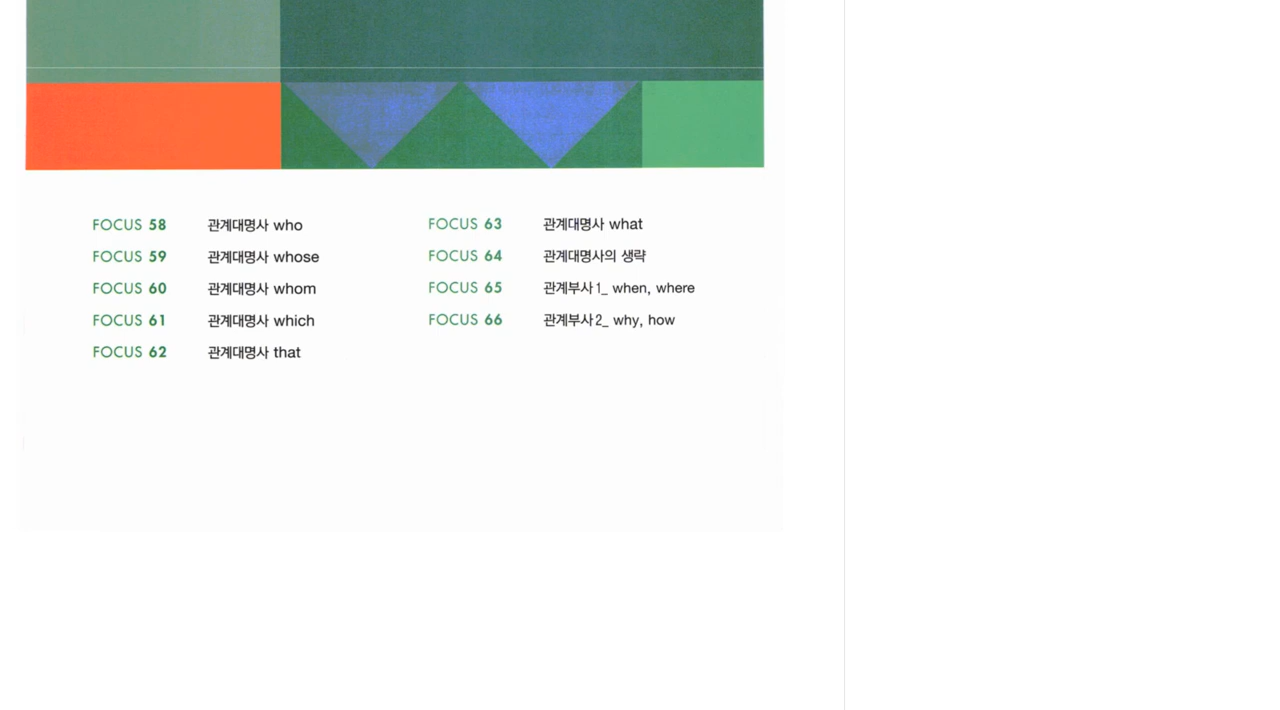 FOCUS 58 관계대명사 who
FOCUS 59 관계대명사 whose
FOCUS 60 관계대명사 whom
FOCUS 61 관계대명사 which
FOCUS 62 관계대명사 that
FOCUS 63 관계대명사 what
FOCUS 64 관계대명사의 생략
FOCUS 65 관계부사 1_ when, where
FOCUS 66 관계부사 2_ why, how